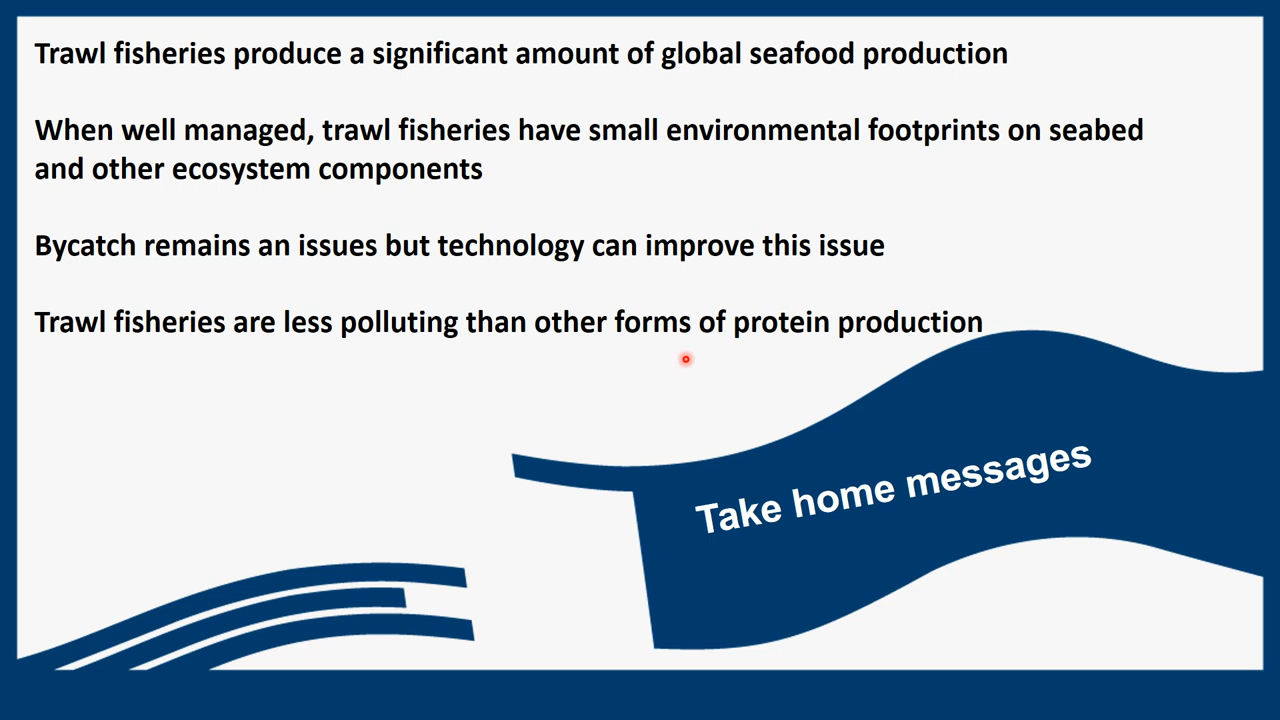 Trawl fisheries produce a significant amount of global seafood production
When well managed, trawl fisheries have small environmental footprints on seabed
and other ecosystem components
Bycatch remains an issues but technology can improve this issue
Trawl fisheries are less polluting than other forms of protein production
Take home messages